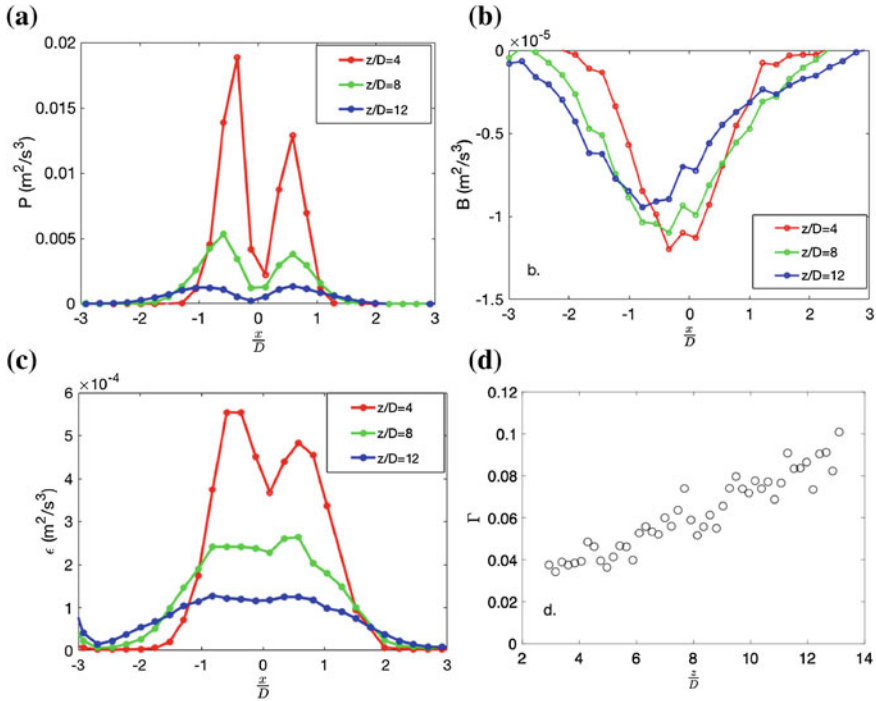 (a)
0.02
0.015
0.01
0.005
0
P (m²/s³)
z/D=4
z/D=8
z/D=12
-3 -2 -1 0 1 2 3
x/D
(b)
×10⁻⁵
0
-0.5
-1
-1.5
B (m²/s³)
z/D=4
z/D=8
z/D=12
b.
-3 -2 -1 0 1 2 3
x/D
(c)
×10⁻⁴
6
5
4
3
2
1
0
ϵ (m²/s³)
z/D=4
z/D=8
z/D=12
-3 -2 -1 0 1 2 3
x/D
(d)
0.12
0.1
0.08
0.06
0.04
0.02
0
Γ
d.
2 4 6 8 10 12 14
z/D